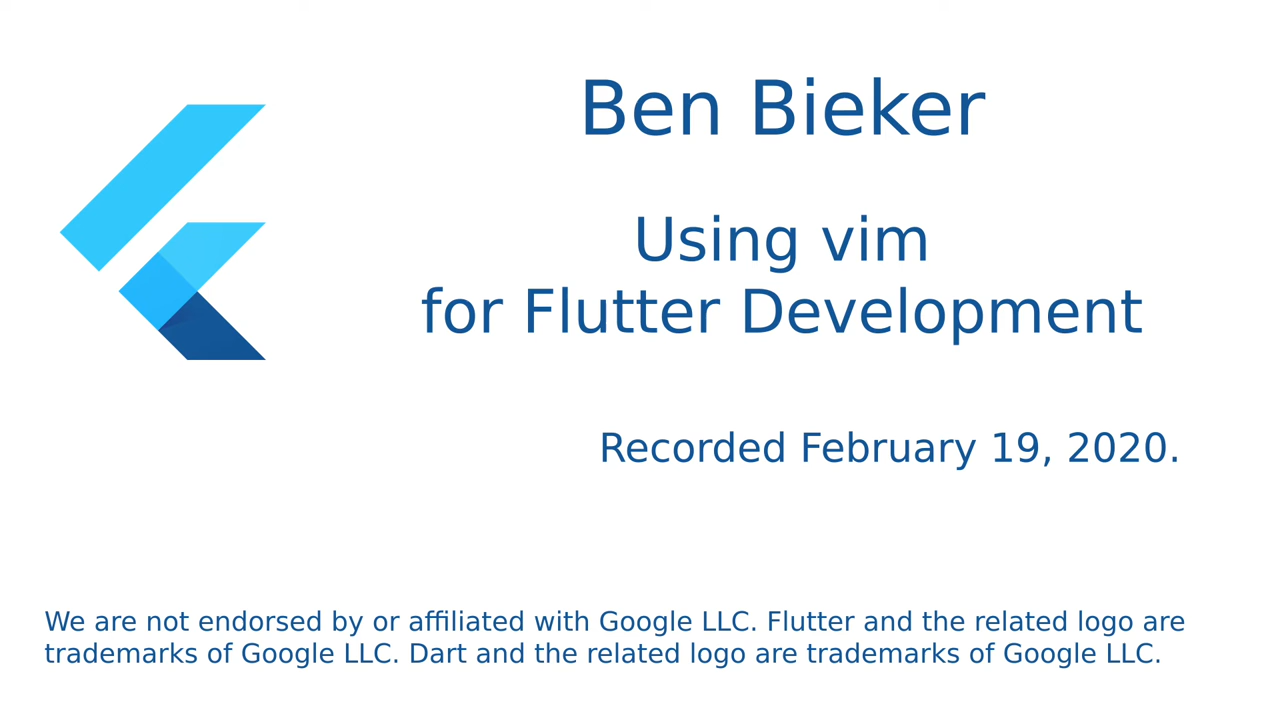 Ben Bieker
Using vim
for Flutter Development
Recorded February 19, 2020.
We are not endorsed by or affiliated with Google LLC. Flutter and the related logo are
trademarks of Google LLC. Dart and the related logo are trademarks of Google LLC.